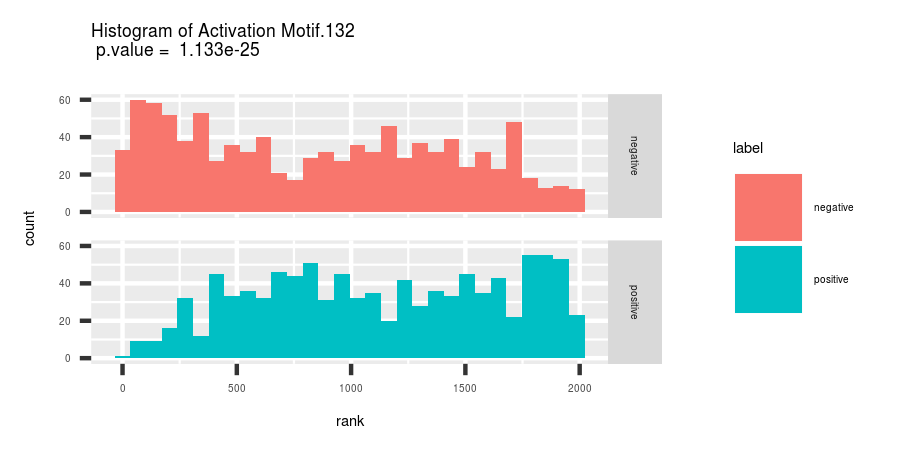 Histogram of Activation Motif.132
p.value = 1.133e-25
60
40
20
0
negative
60
40
20
0
positive
0 500 1000 1500 2000
rank
count
label
negative
positive